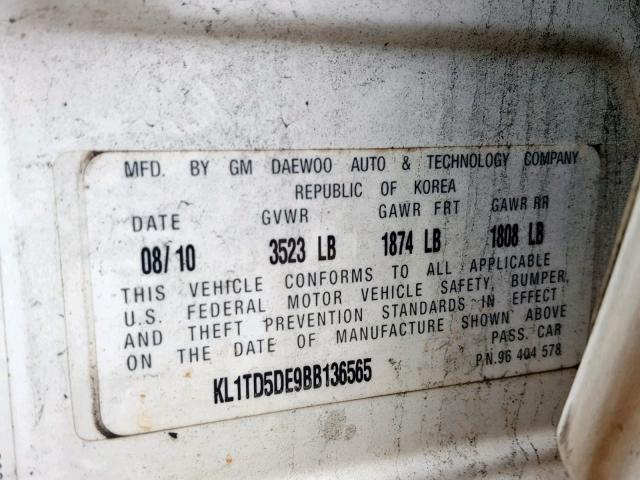 MFD. BY GM DAEWOO AUTO & TECHNOLOGY COMPANY
REPUBLIC OF KOREA
DATE GVWR GAWR FRT GAWR RR
08/10 3523 LB 1874 LB 1808 LB
THIS VEHICLE CONFORMS TO ALL APPLICABLE
U.S. FEDERAL MOTOR VEHICLE SAFETY, BUMPER,
AND THEFT PREVENTION STANDARDS IN EFFECT
ON THE DATE OF MANUFACTURE SHOWN ABOVE
PASS. CAR
KL1TD5DE9BB136565 P.N.96 404 578